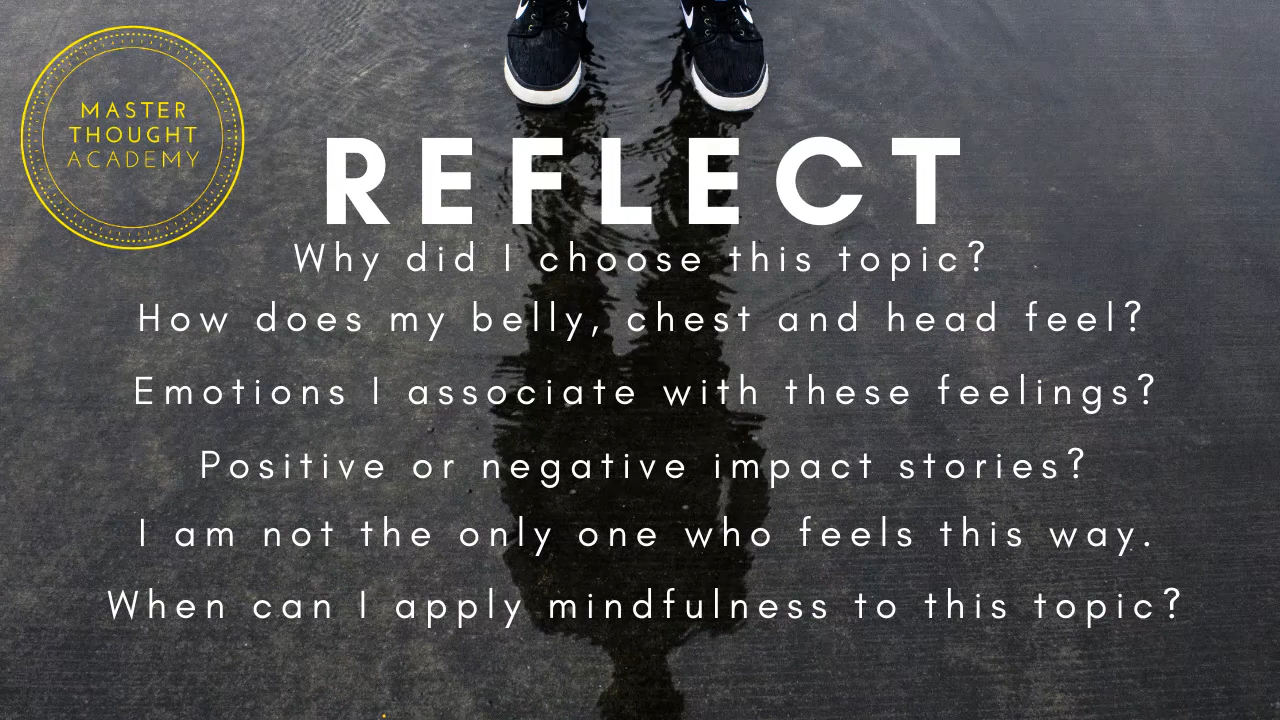 MASTER
THOUGHT
ACADEMY
REFLECT
Why did I choose this topic?
How does my belly, chest and head feel?
Emotions I associate with these feelings?
Positive or negative impact stories?
I am not the only one who feels this way.
When can I apply mindfulness to this topic?